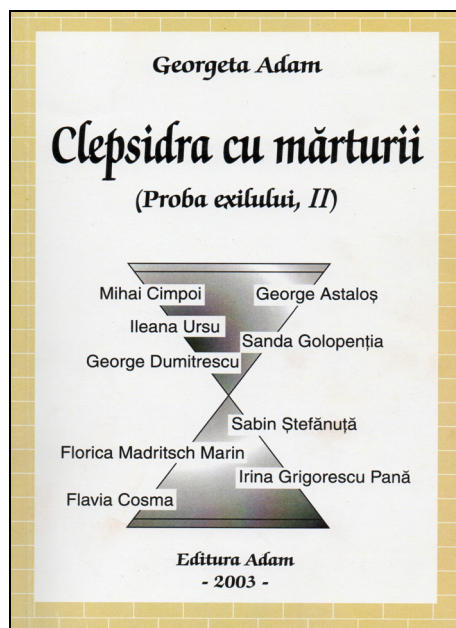 Georgeta Adam
Clepsidra cu mărturii
(Proba exilului, II)
Mihai Cimpoi
George Astaloș
Ileana Ursu
Sanda Golopenția
George Dumitrescu
Sabin Ștefănuță
Florica Madritsch Marin
Irina Grigorescu Pană
Flavia Cosma
Editura Adam
- 2003 -